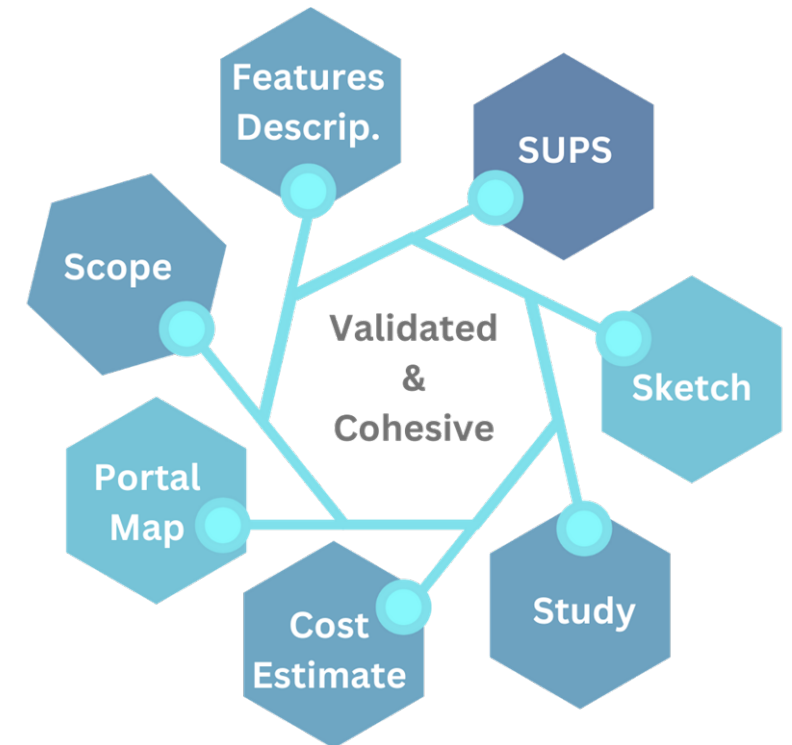 Features
Descrip.
SUPS
Scope
Validated
&
Cohesive
Sketch
Portal
Map
Study
Cost
Estimate